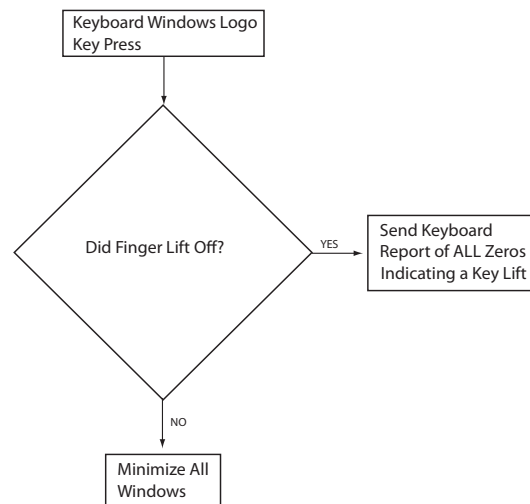 Keyboard Windows Logo
Key Press
Did Finger Lift Off?
YES
Send Keyboard
Report of ALL Zeros
Indicating a Key Lift
NO
Minimize All
Windows